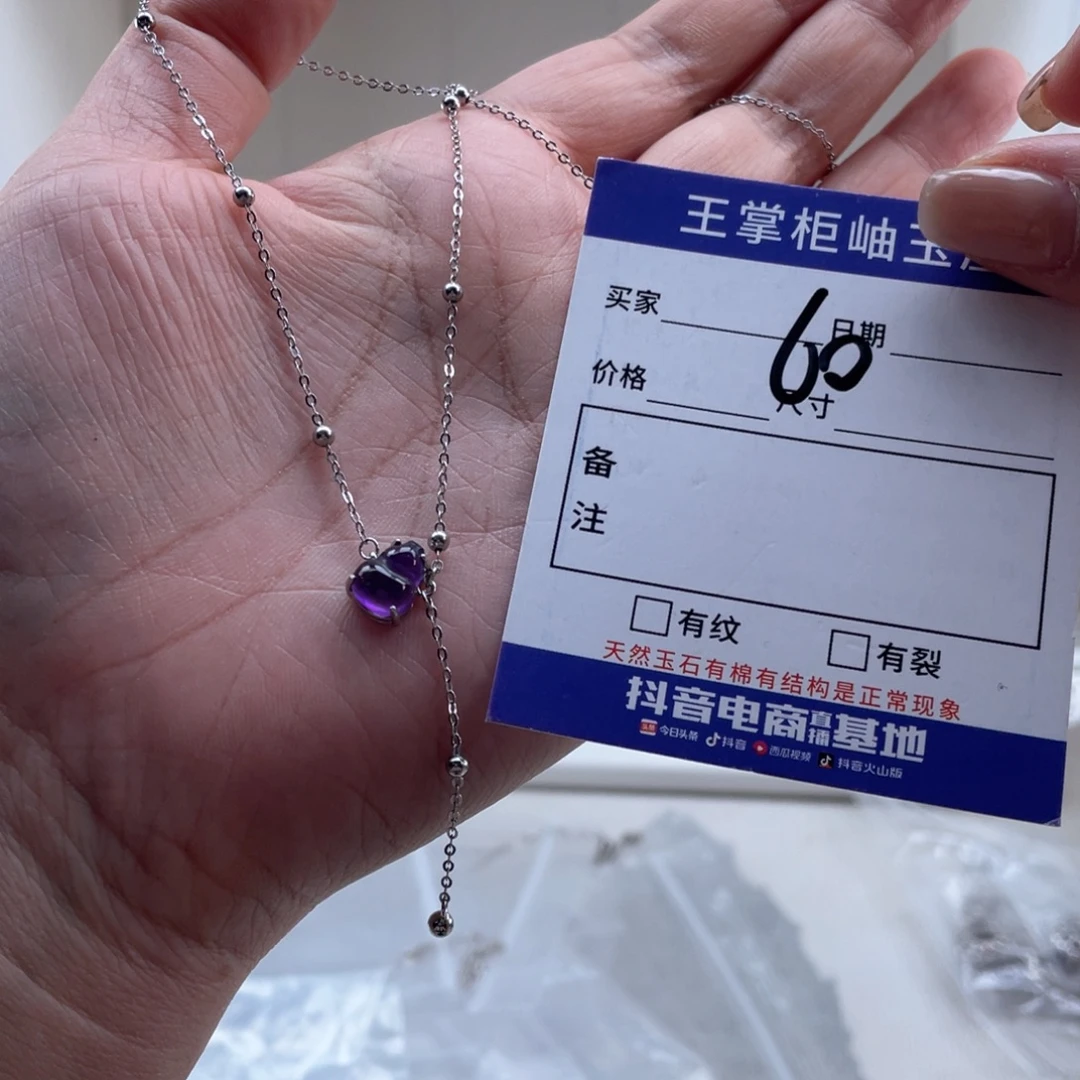 王掌柜岫玉
买家 日期
60
价格 尺寸
备
注
有纹 有裂
天然玉石有棉有结构是正常现象
抖音电商直播基地
头条 今日头条 抖音 西瓜视频 抖音火山版